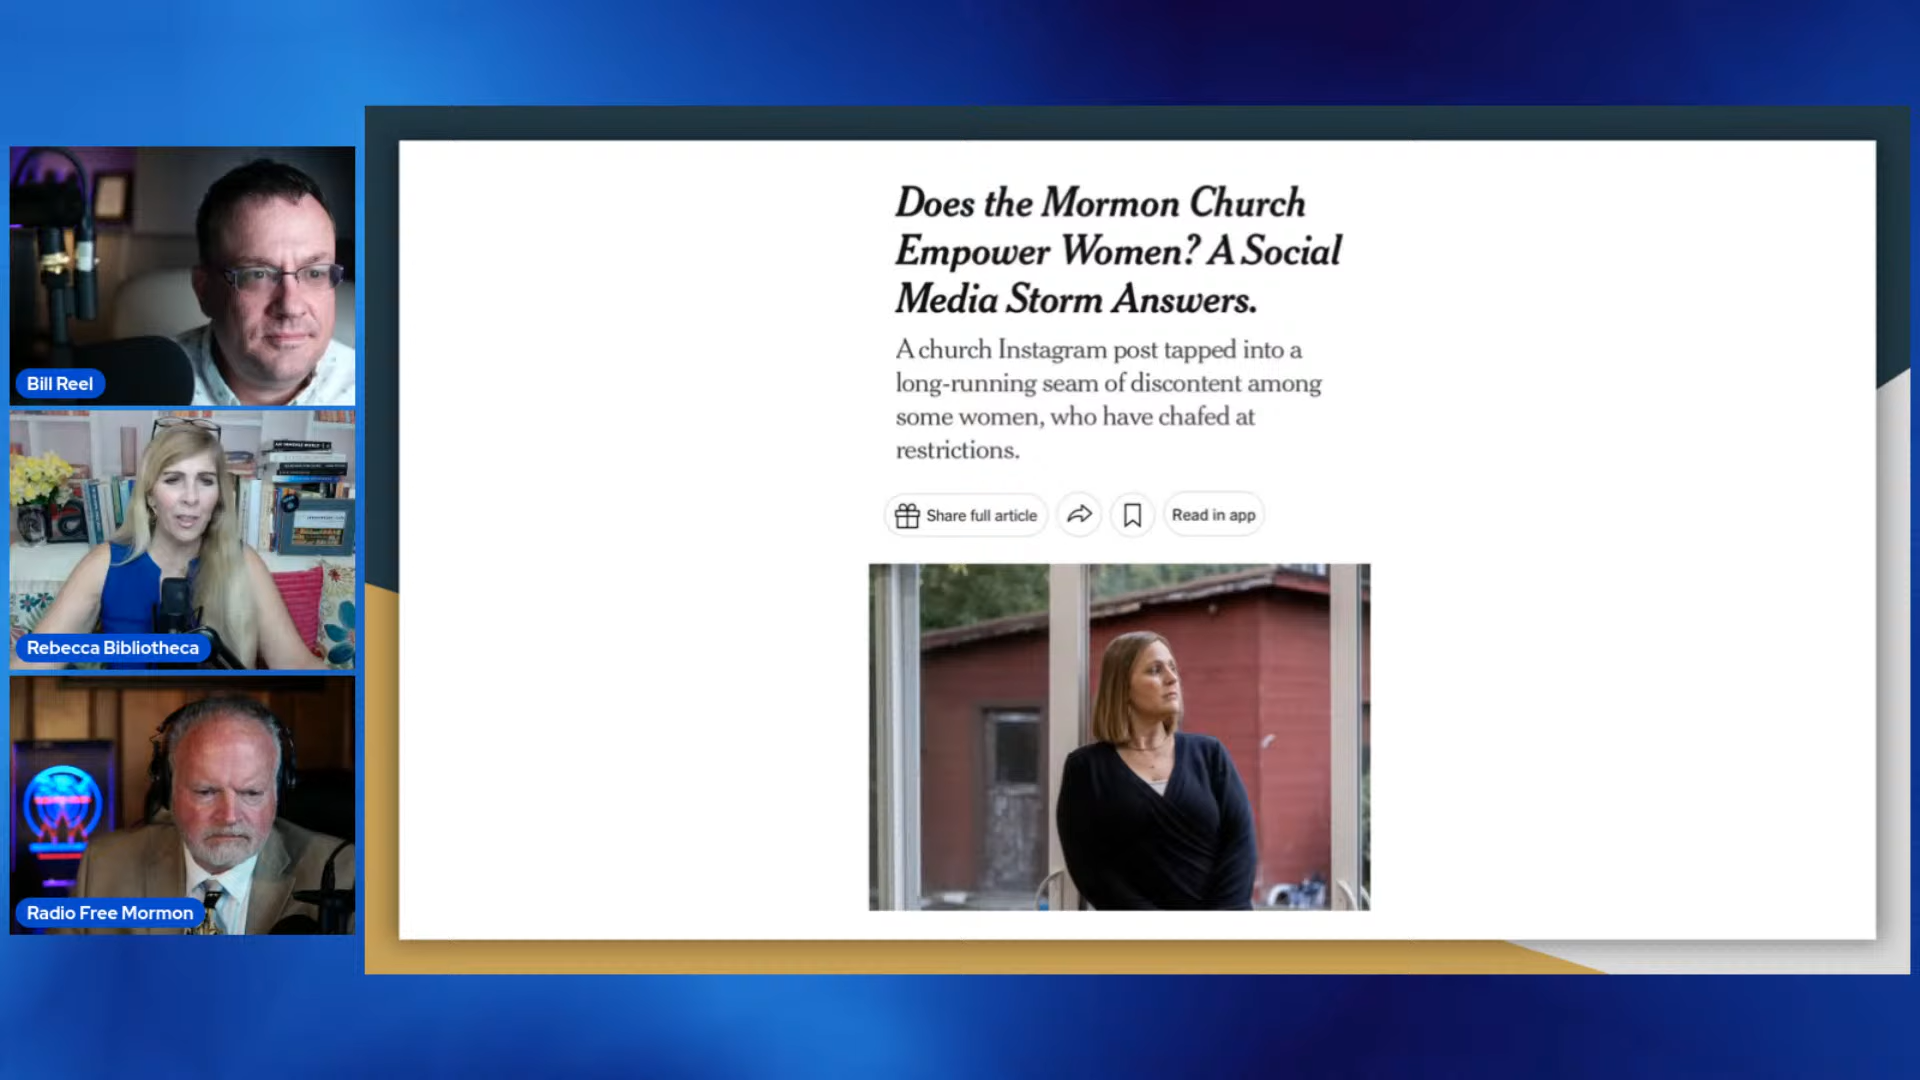 Does the Mormon Church
Empower Women? A Social
Media Storm Answers.
A church Instagram post tapped into a
long-running seam of discontent among
some women, who have chafed at
restrictions.
Share full article
Read in app
Bill Reel
Rebecca Bibliotheca
Radio Free Mormon